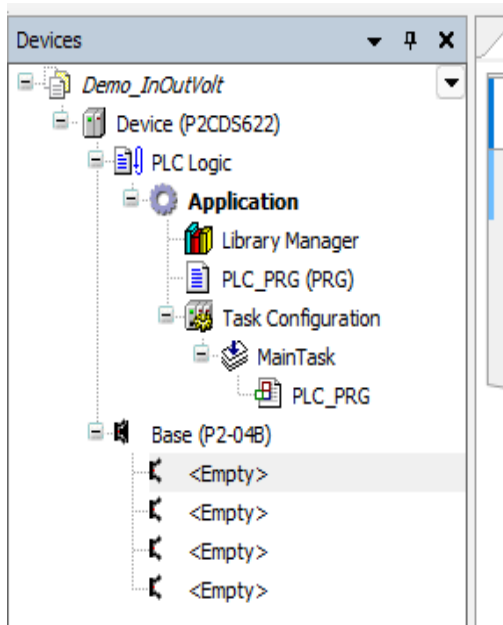 Devices
Demo_InOutVolt
Device (P2CDS622)
PLC Logic
Application
Library Manager
PLC_PRG (PRG)
Task Configuration
MainTask
PLC_PRG
Base (P2-04B)
<Empty>
<Empty>
<Empty>
<Empty>